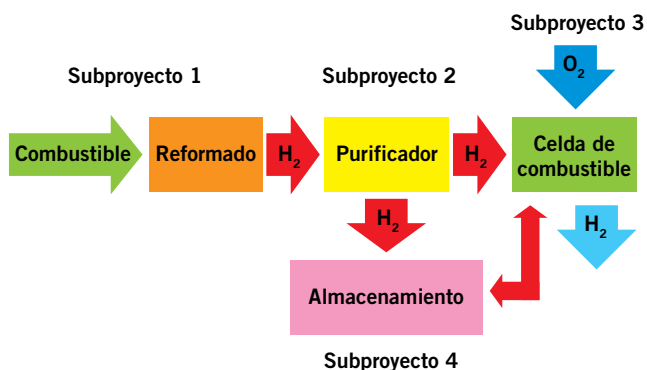 Subproyecto 3
Subproyecto 1
Subproyecto 2
O₂
Combustible
Reformado
H₂
Purificador
H₂
Celda de
combustible
H₂
H₂
Almacenamiento
Subproyecto 4